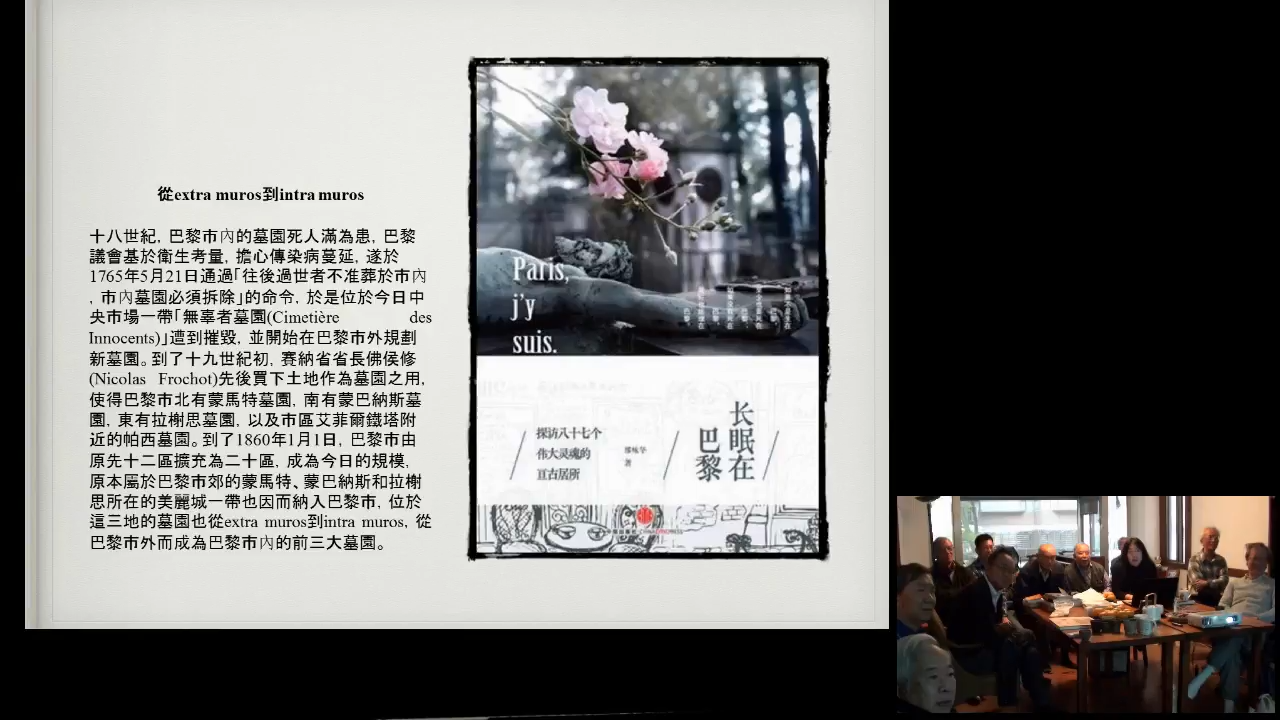 從extra muros到intra muros
十八世紀, 巴黎市內的墓園死人滿為患, 巴黎
議會基於衛生考量, 擔心傳染病蔓延, 遂於
1765年5月21日通過「往後過世者不准葬於市內
, 市內墓園必須拆除」的命令, 於是位於今日中
央市場一帶「無辜者墓園(Cimetière des
Innocents)」遭到摧毀, 並開始在巴黎市外規劃
新墓園。到了十九世紀初, 賽納省省長佛侯修
(Nicolas Frochot)先後買下土地作為墓園之用,
使得巴黎市北有蒙馬特墓園, 南有蒙巴納斯墓
園, 東有拉榭思墓園, 以及市區艾菲爾鐵塔附
近的帕西墓園。到了1860年1月1日, 巴黎市由
原先十二區擴充為二十區, 成為今日的規模,
原本屬於巴黎市郊的蒙馬特、蒙巴納斯和拉榭
思所在的美麗城一帶也因而納入巴黎市, 位於
這三地的墓園也從extra muros到intra muros, 從
巴黎市外而成為巴黎市內的前三大墓園。
Paris,
j'y
suis.
长眠在
巴黎
探访八十七个
伟大灵魂的
亘古居所
著